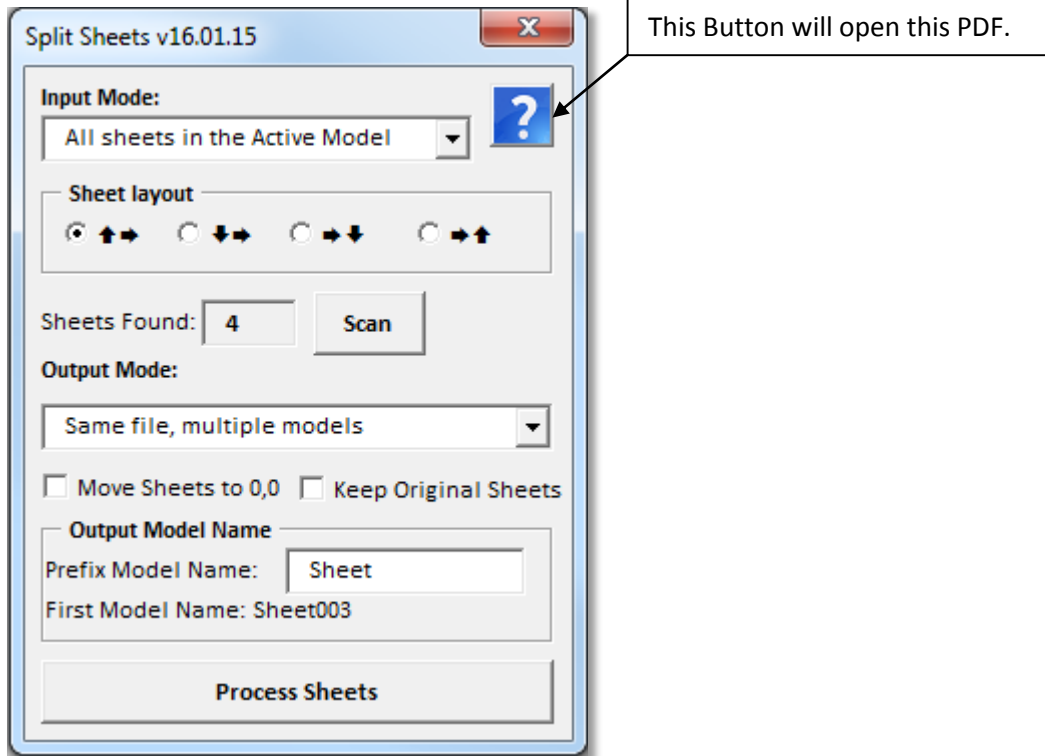 Split Sheets v16.01.15
This Button will open this PDF.
Input Mode:
?
All sheets in the Active Model
Sheet layout
Sheets Found: 4 Scan
Output Mode:
Same file, multiple models
Move Sheets to 0,0 Keep Original Sheets
Output Model Name
Prefix Model Name: Sheet
First Model Name: Sheet003
Process Sheets